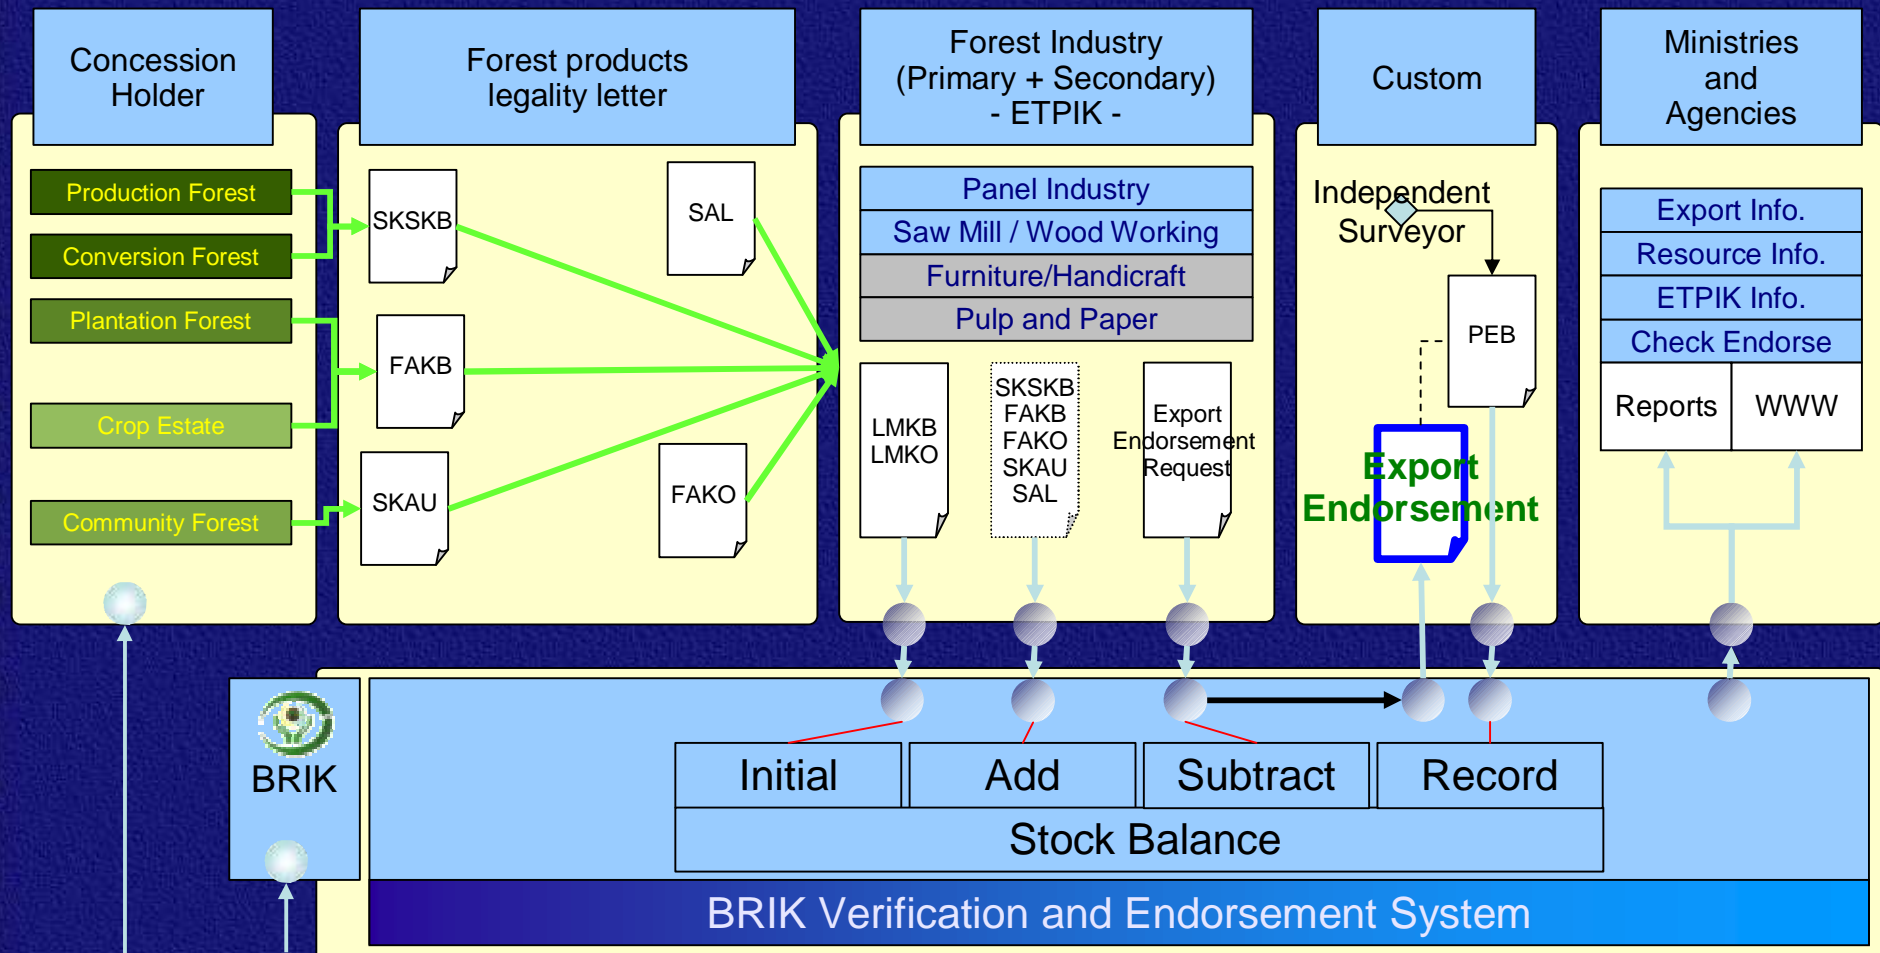 Concession
Holder
Forest products
legality letter
Forest Industry
(Primary + Secondary)
- ETPIK -
Custom
Ministries
and
Agencies
Production Forest
Conversion Forest
Plantation Forest
Crop Estate
Community Forest
SKSKB
SAL
FAKB
SKAU
FAKO
Panel Industry
Saw Mill / Wood Working
Furniture/Handicraft
Pulp and Paper
LMKB
LMKO
SKSKB
FAKB
FAKO
SKAU
SAL
Export
Endorsement
Request
Independent
Surveyor
PEB
Export
Endorsement
Export Info.
Resource Info.
ETPIK Info.
Check Endorse
Reports
WWW
BRIK
Initial
Add
Subtract
Record
Stock Balance
BRIK Verification and Endorsement System